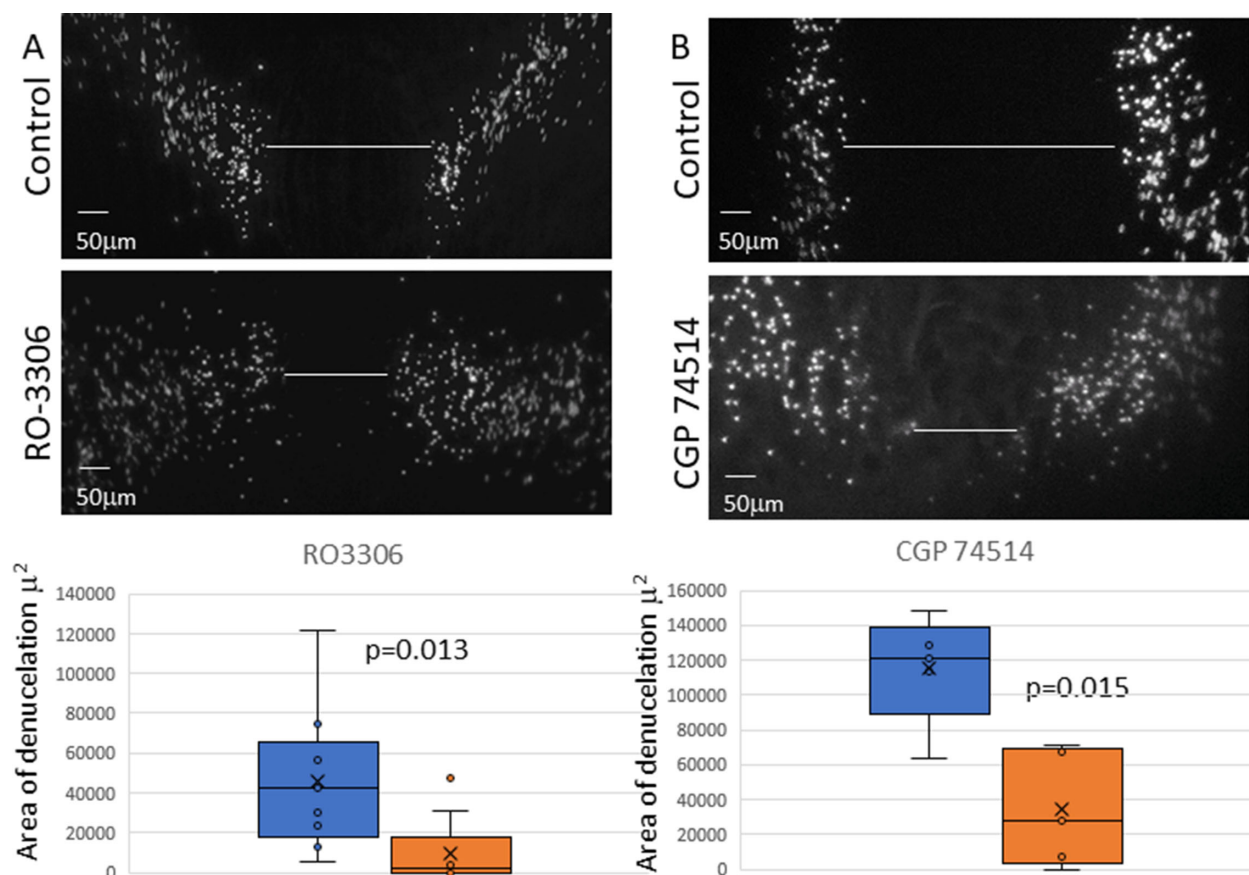 A
Control
50µm
RO-3306
50µm
B
Control
50µm
CGP 74514
50µm
RO3306
Area of denucelation µ²
140000
120000
100000
80000
60000
40000
20000
0
p=0.013
CGP 74514
Area of denucelation µ²
160000
140000
120000
100000
80000
60000
40000
20000
0
p=0.015